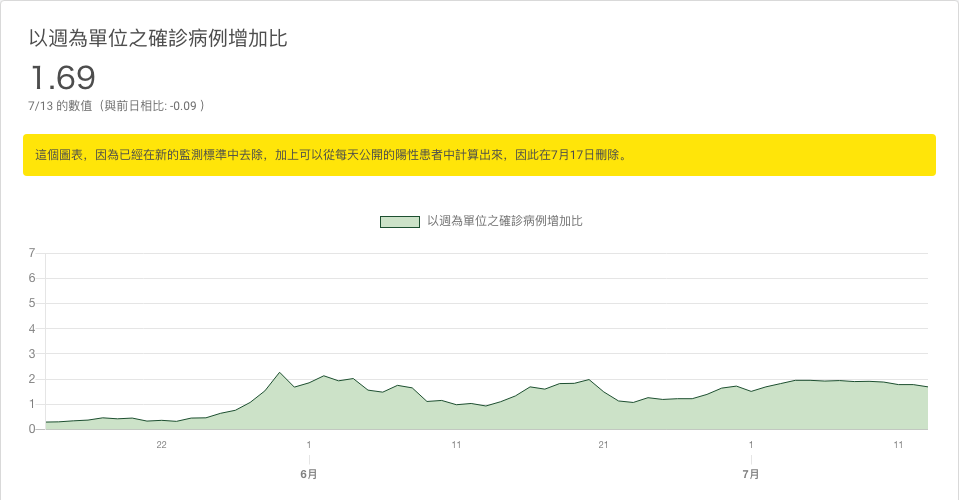 以週為單位之確診病例增加比
1.69
7/13 的數值（與前日相比: -0.09 ）
這個圖表，因為已經在新的監測標準中去除，加上可以從每天公開的陽性患者中計算出來，因此在7月17日刪除。
以週為單位之確診病例增加比
7
6
5
4
3
2
1
0
22 1 11 21 1 11
6月 7月